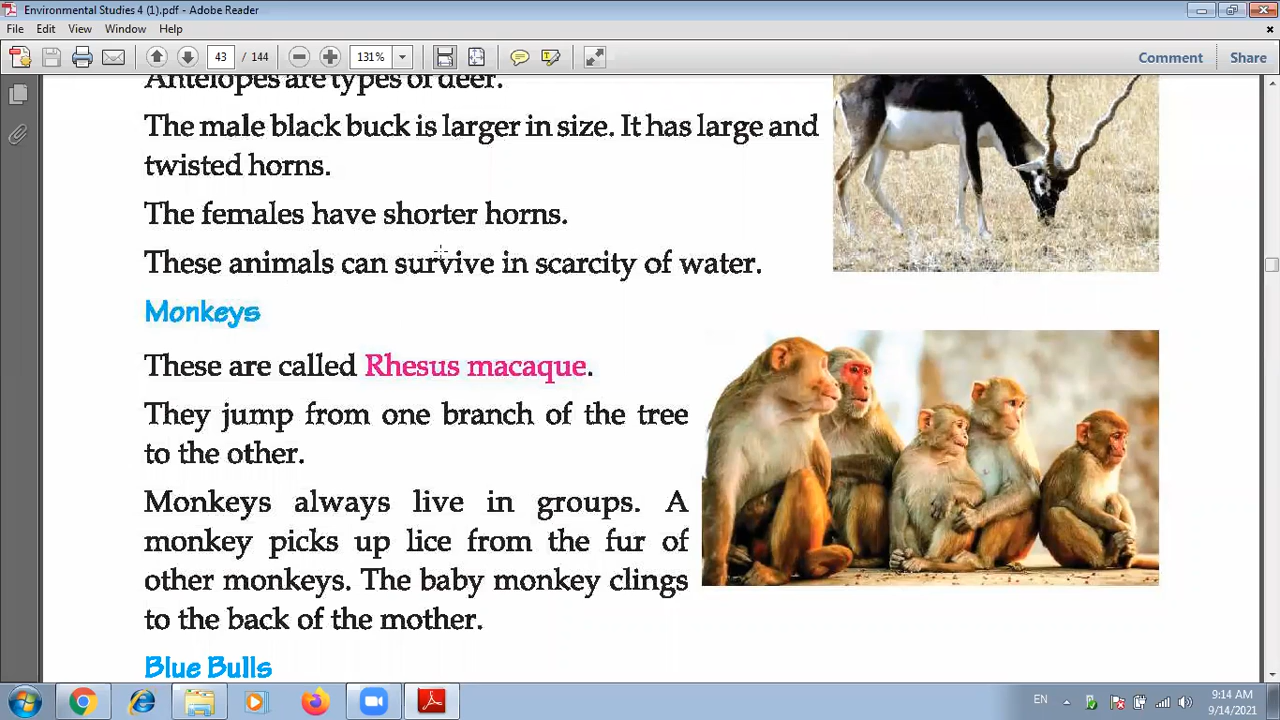 Environmental Studies 4 (1).pdf - Adobe Reader
File Edit View Window Help
43 / 144 131% Comment Share
Antelopes are types of deer.
The male black buck is larger in size. It has large and
twisted horns.
The females have shorter horns.
These animals can survive in scarcity of water.
Monkeys
These are called Rhesus macaque.
They jump from one branch of the tree
to the other.
Monkeys always live in groups. A
monkey picks up lice from the fur of
other monkeys. The baby monkey clings
to the back of the mother.
Blue Bulls
EN 9:14 AM
9/14/2021